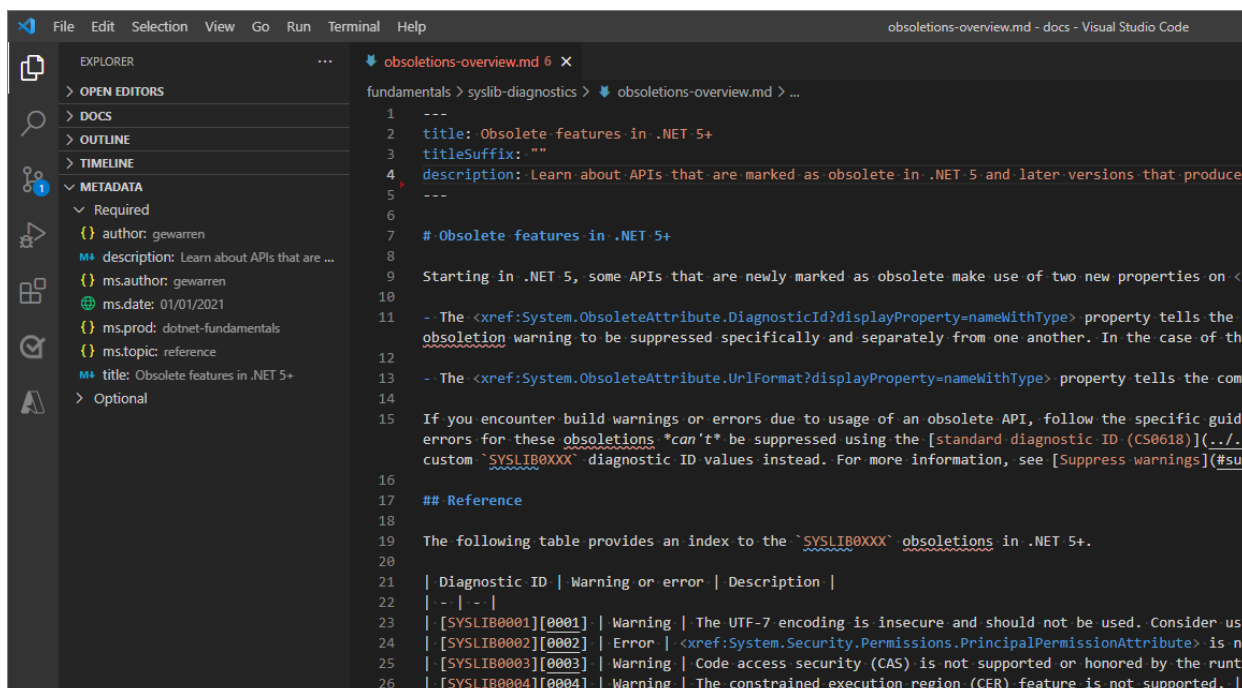 File Edit Selection View Go Run Terminal Help
obsoletions-overview.md - docs - Visual Studio Code
EXPLORER ...
OPEN EDITORS
DOCS
OUTLINE
TIMELINE
METADATA
Required
{} author: gewarren
M↓ description: Learn about APIs that are ...
{} ms.author: gewarren
ms.date: 01/01/2021
{} ms.prod: dotnet-fundamentals
{} ms.topic: reference
M↓ title: Obsolete features in .NET 5+
Optional
1
obsoletions-overview.md 6
fundamentals > syslib-diagnostics > obsoletions-overview.md > ...
1 ---
2 title: Obsolete features in .NET 5+
3 titleSuffix: ""
4 description: Learn about APIs that are marked as obsolete in .NET 5 and later versions that produce
5 ---
6
7 # Obsolete features in .NET 5+
8
9 Starting in .NET 5, some APIs that are newly marked as obsolete make use of two new properties on <
10
11 - The <xref:System.ObsoleteAttribute.DiagnosticId?displayProperty=nameWithType> property tells the
obsoletion warning to be suppressed specifically and separately from one another. In the case of th
12
13 - The <xref:System.ObsoleteAttribute.UrlFormat?displayProperty=nameWithType> property tells the com
14
15 If you encounter build warnings or errors due to usage of an obsolete API, follow the specific guid
errors for these obsoletions *can't* be suppressed using the [standard diagnostic ID (CS0618)](../.
custom `SYSLIB0XXX` diagnostic ID values instead. For more information, see [Suppress warnings](#su
16
17 ## Reference
18
19 The following table provides an index to the `SYSLIB0XXX` obsoletions in .NET 5+.
20
21 | Diagnostic ID | Warning or error | Description |
22 | - | - |
23 | [SYSLIB0001][0001] | Warning | The UTF-7 encoding is insecure and should not be used. Consider us
24 | [SYSLIB0002][0002] | Error | <xref:System.Security.Permissions.PrincipalPermissionAttribute> is n
25 | [SYSLIB0003][0003] | Warning | Code access security (CAS) is not supported or honored by the runt
26 | [SYSLIB0004][0004] | Warning | The constrained execution region (CER) feature is not supported. |